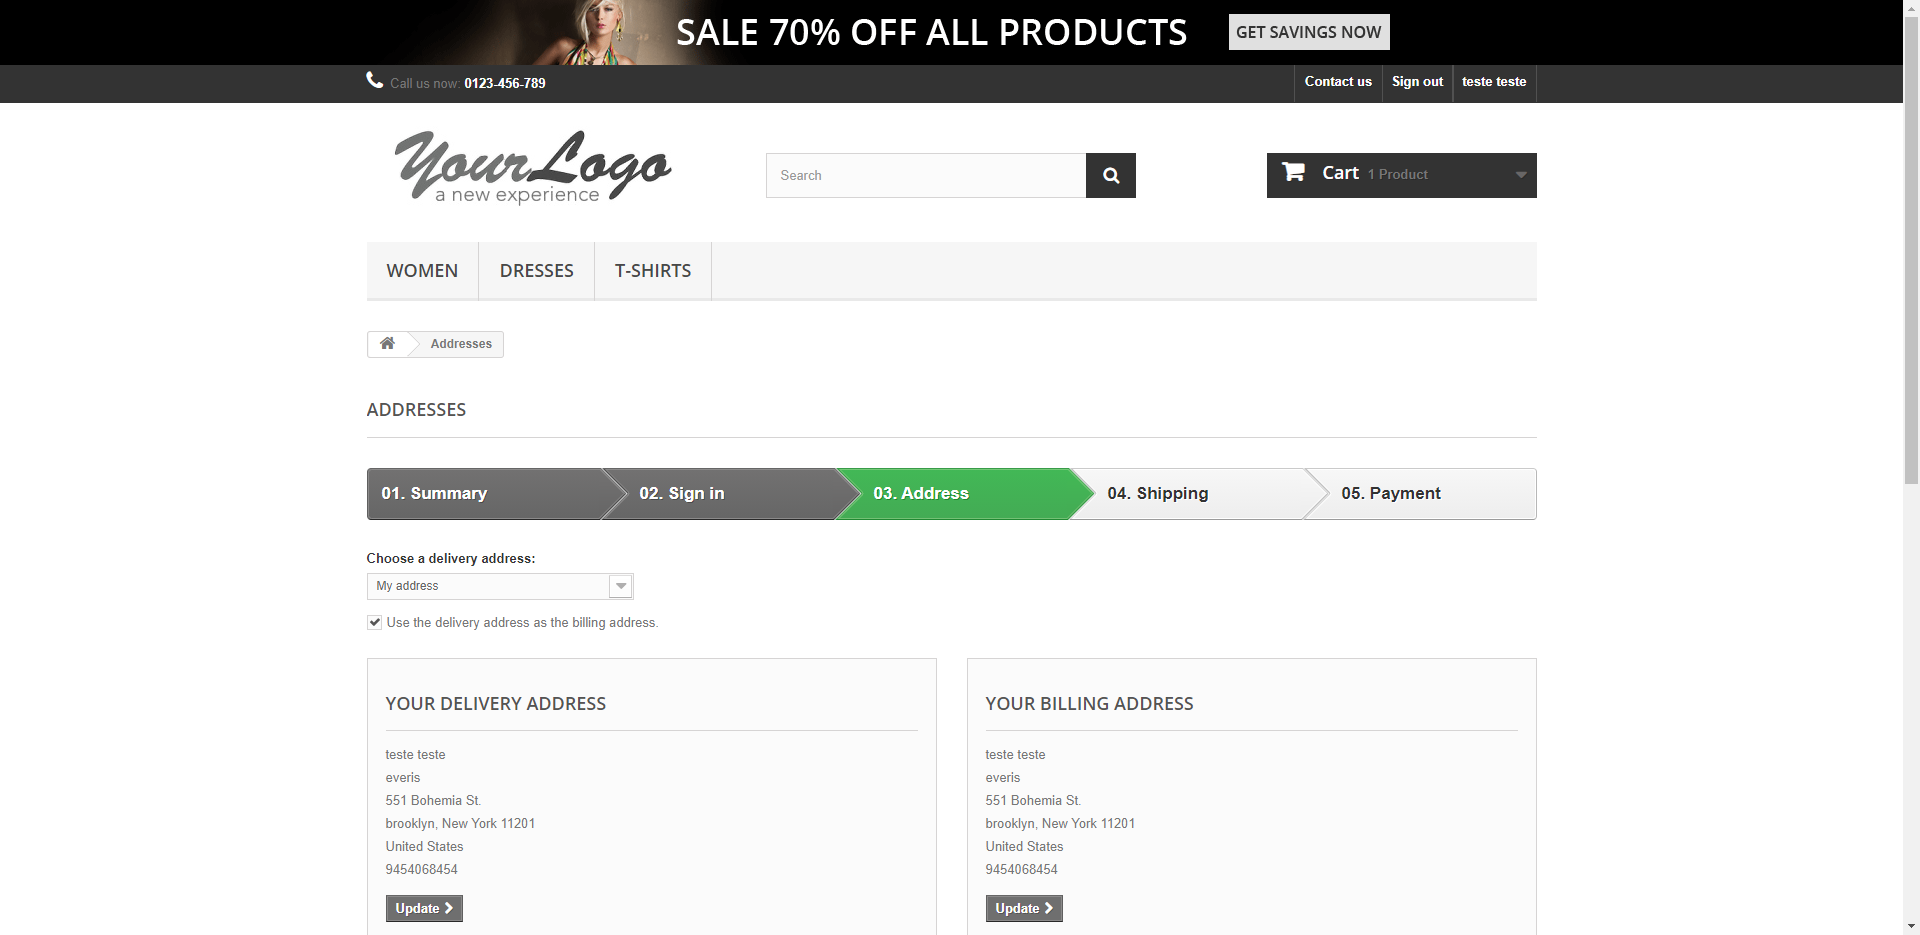 SALE 70% OFF ALL PRODUCTS GET SAVINGS NOW
Call us now: 0123-456-789 Contact us Sign out teste teste
YourLogo
a new experience
Search
Cart 1 Product
WOMEN DRESSES T-SHIRTS
Addresses
ADDRESSES
01. Summary 02. Sign in 03. Address 04. Shipping 05. Payment
Choose a delivery address:
My address
Use the delivery address as the billing address.
YOUR DELIVERY ADDRESS
teste teste
everis
551 Bohemia St.
brooklyn, New York 11201
United States
9454068454
Update
YOUR BILLING ADDRESS
teste teste
everis
551 Bohemia St.
brooklyn, New York 11201
United States
9454068454
Update